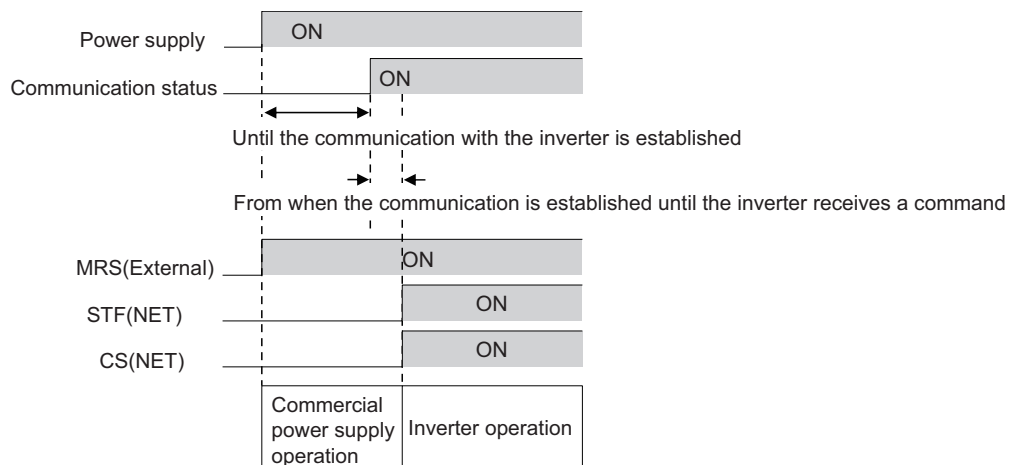 Power supply
ON
Communication status
ON
Until the communication with the inverter is established
From when the communication is established until the inverter receives a command
MRS(External)
ON
STF(NET)
ON
CS(NET)
ON
Commercial
power supply
operation
Inverter operation